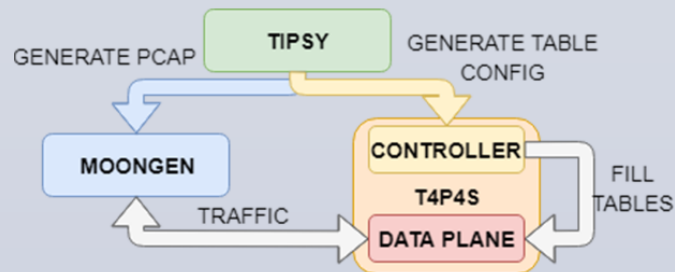 TIPSY
GENERATE PCAP
GENERATE TABLE
CONFIG
MOONGEN
CONTROLLER
T4P4S
FILL
TABLES
TRAFFIC
DATA PLANE